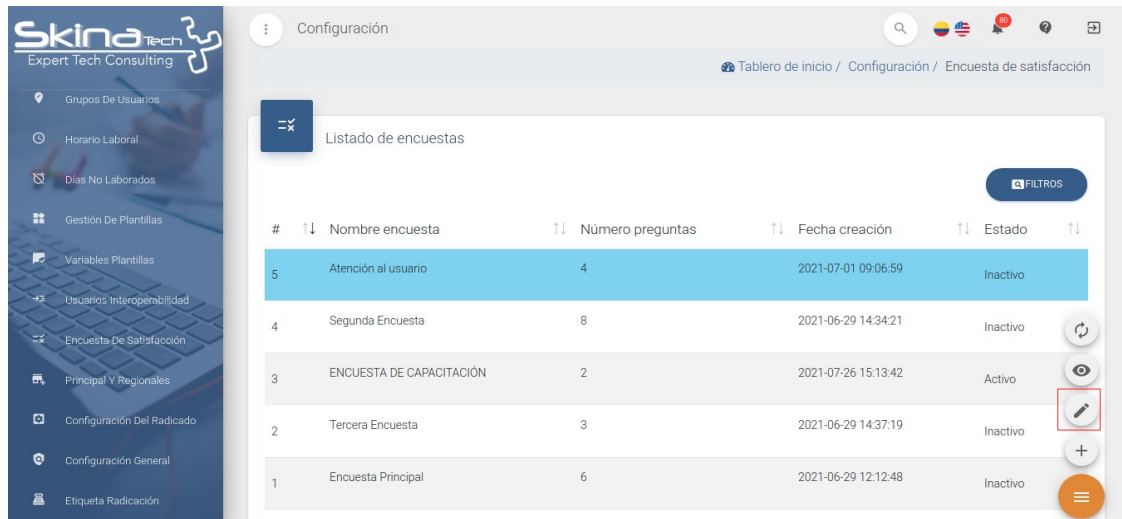 Skina Tech
Expert Tech Consulting
Configuración
80
Tablero de inicio / Configuración / Encuesta de satisfacción
Grupos De Usuarios
Horario Laboral
Días No Laborados
Gestión De Plantillas
Variables Plantillas
Usuarios Interoperabilidad
Encuesta De Satisfacción
Principal Y Regionales
Configuración Del Radicado
Configuración General
Etiqueta Radicación
Listado de encuestas
FILTROS
# Nombre encuesta Número preguntas Fecha creación Estado
5 Atención al usuario 4 2021-07-01 09:06:59 Inactivo
4 Segunda Encuesta 8 2021-06-29 14:34:21 Inactivo
3 ENCUESTA DE CAPACITACIÓN 2 2021-07-26 15:13:42 Activo
2 Tercera Encuesta 3 2021-06-29 14:37:19 Inactivo
1 Encuesta Principal 6 2021-06-29 12:12:48 Inactivo